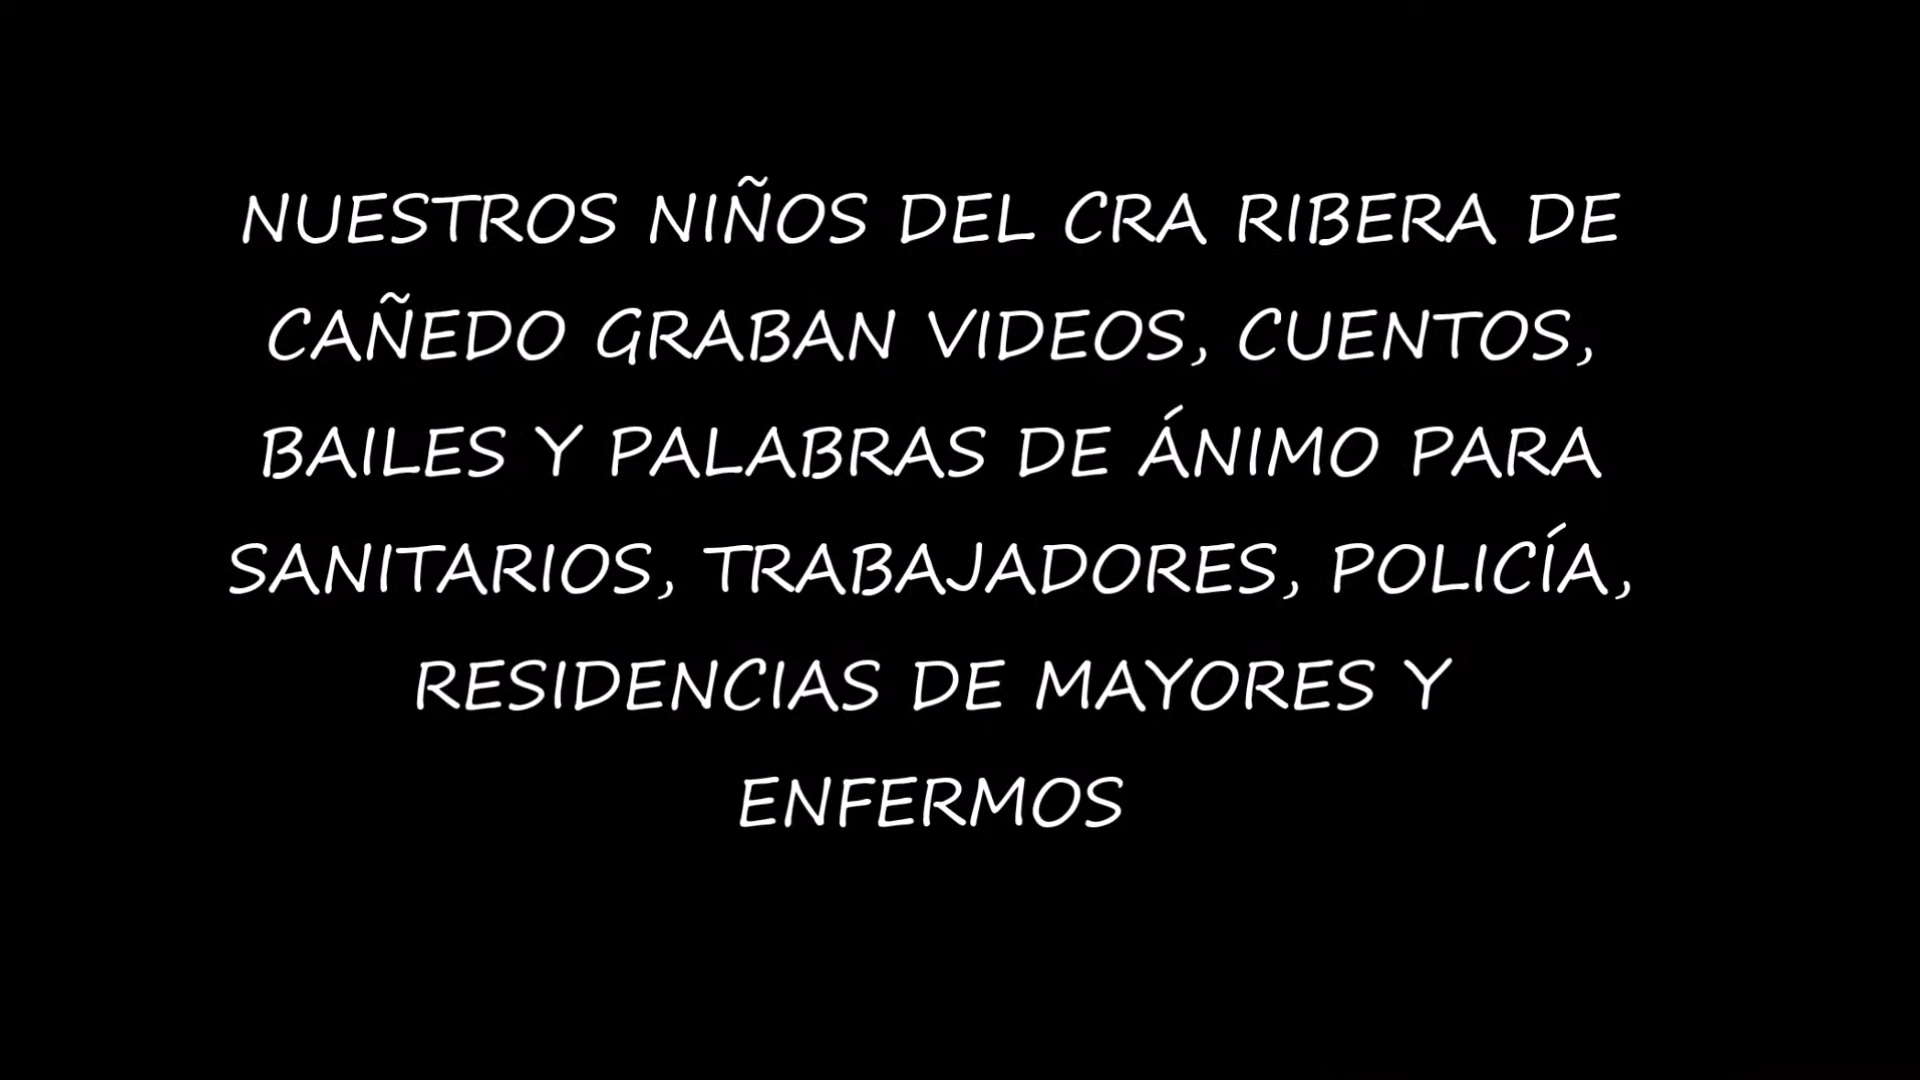 NUESTROS NIÑOS DEL CRA RIBERA DE
CAÑEDO GRABAN VIDEOS, CUENTOS,
BAILES Y PALABRAS DE ÁNIMO PARA
SANITARIOS, TRABAJADORES, POLICÍA,
RESIDENCIAS DE MAYORES Y
ENFERMOS